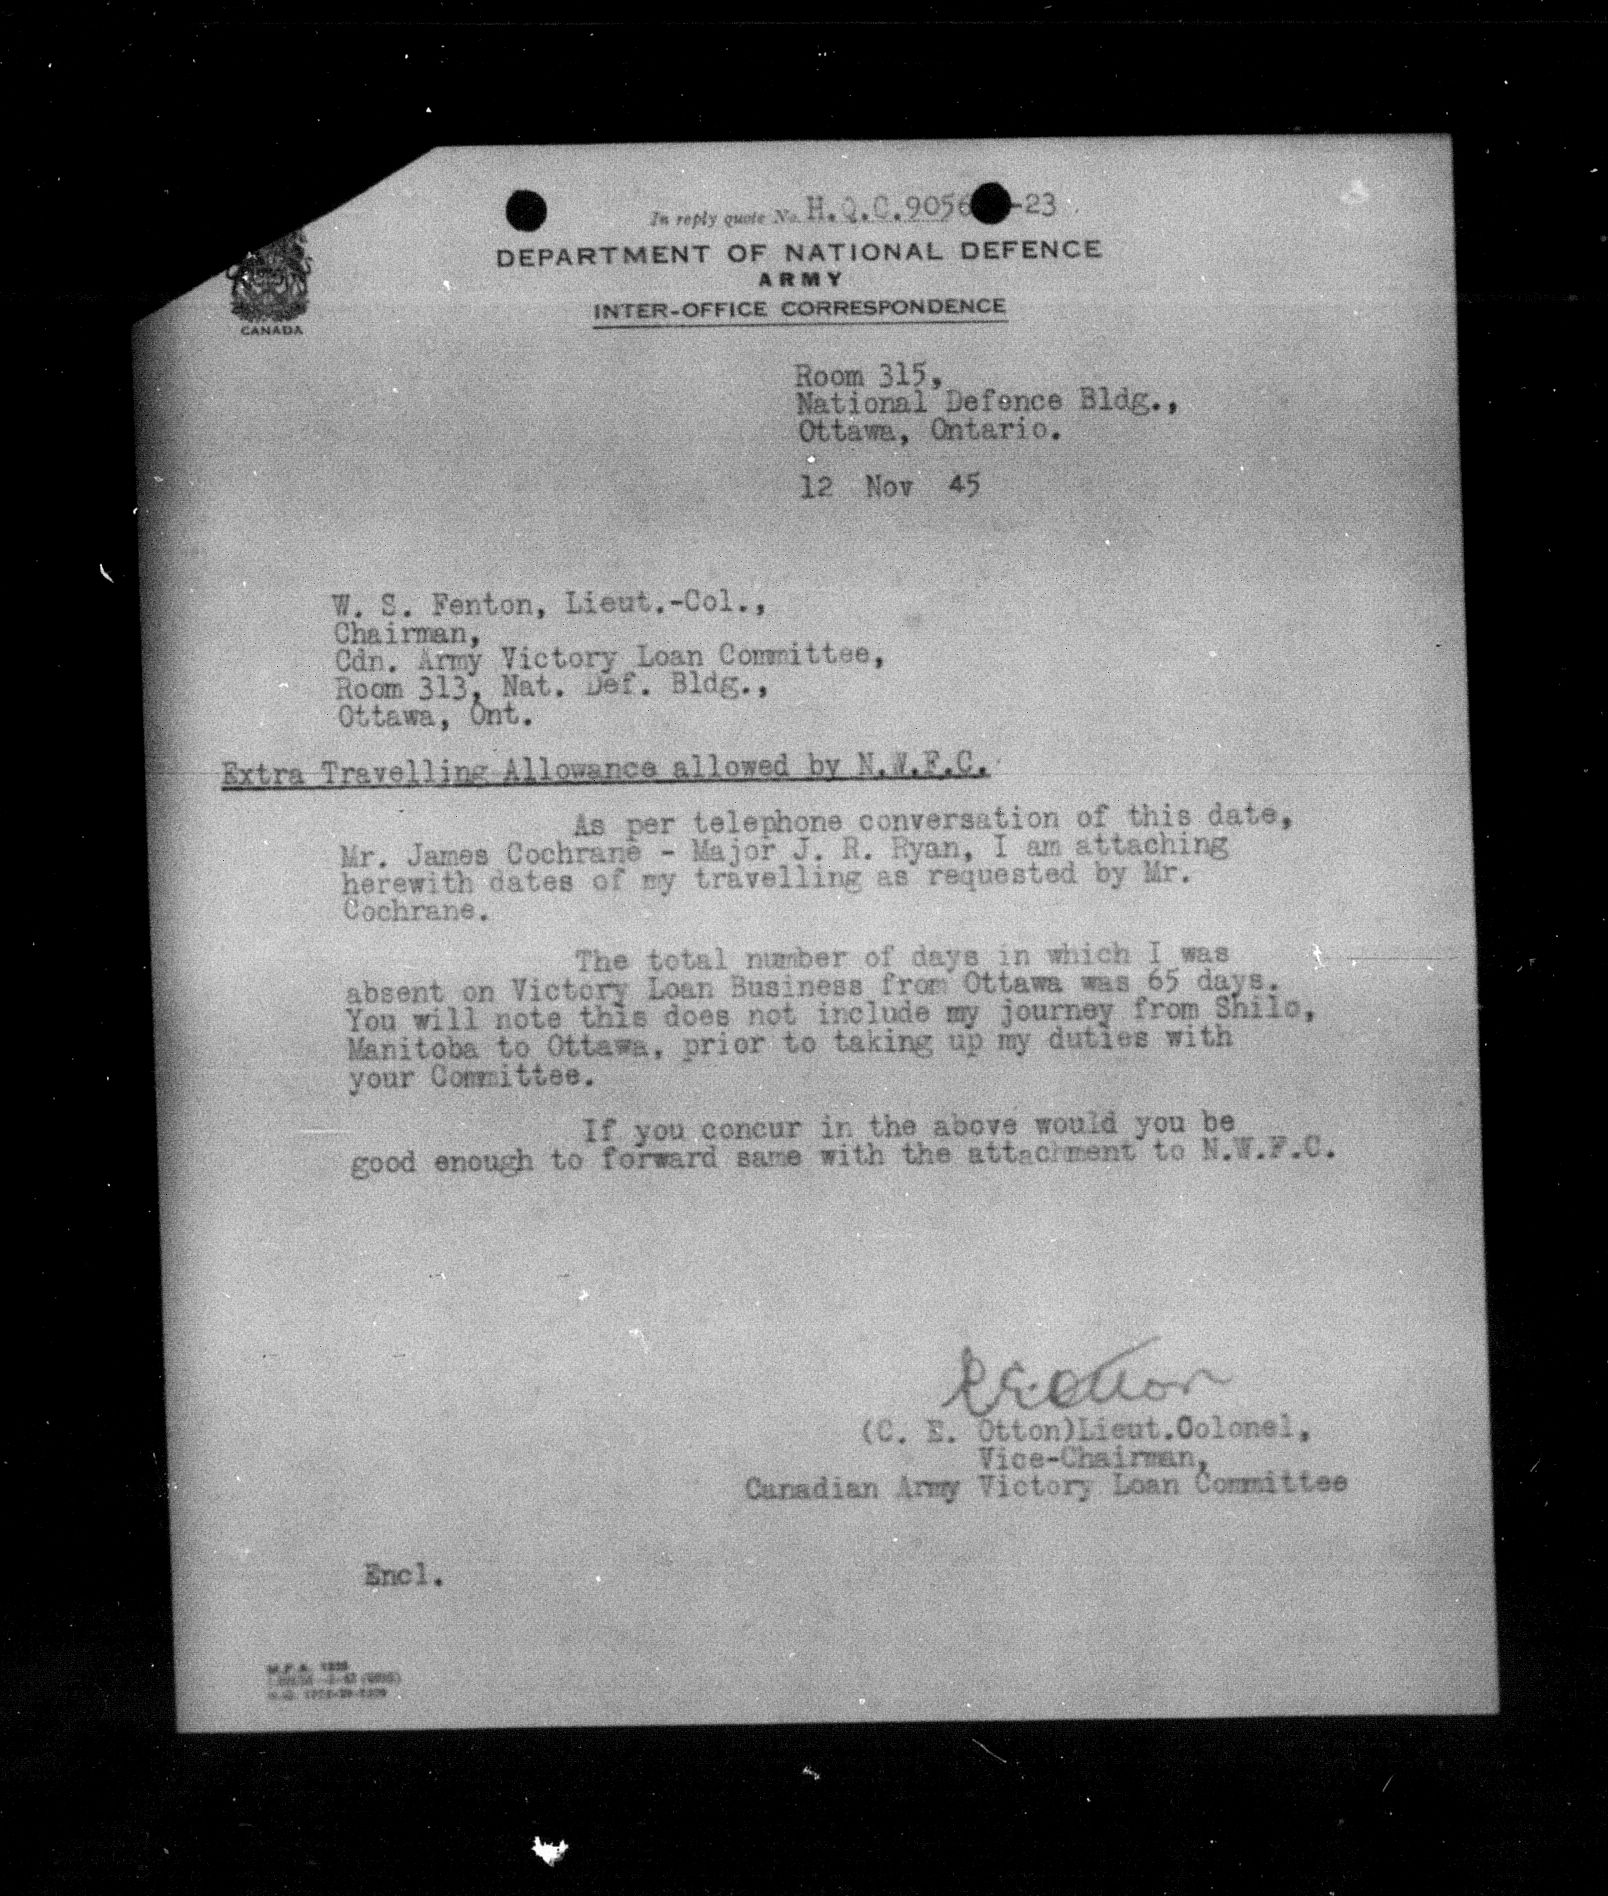 In reply quote No. H.Q.C.9056 -23
DEPARTMENT OF NATIONAL DEFENCE
ARMY
INTER-OFFICE CORRESPONDENCE
CANADA
Room 315,
National Defence Bldg.,
Ottawa, Ontario.
12 Nov 45
W. S. Fenton, Lieut.-Col.,
Chairman,
Cdn. Army Victory Loan Committee,
Room 313, Nat. Def. Bldg.,
Ottawa, Ont.
Extra Travelling Allowance allowed by N.W.F.C.
As per telephone conversation of this date,
Mr. James Cochrane - Major J. R. Ryan, I am attaching
herewith dates of my travelling as requested by Mr.
Cochrane.
The total number of days in which I was
absent on Victory Loan Business from Ottawa was 65 days.
You will note this does not include my journey from Shilo,
Manitoba to Ottawa, prior to taking up my duties with
your Committee.
If you concur in the above would you be
good enough to forward same with the attachment to N.W.F.C.
CEOtton
(C. E. Otton)Lieut.Colonel,
Vice-Chairman,
Canadian Army Victory Loan Committee
Encl.